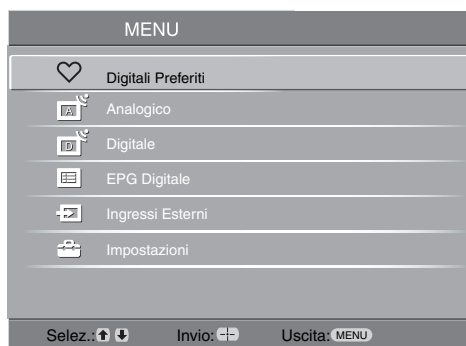 MENU
Digitali Preferiti
A Analogico
D Digitale
EPG Digitale
Ingressi Esterni
Impostazioni
Selez.: Invio: Uscita: MENU